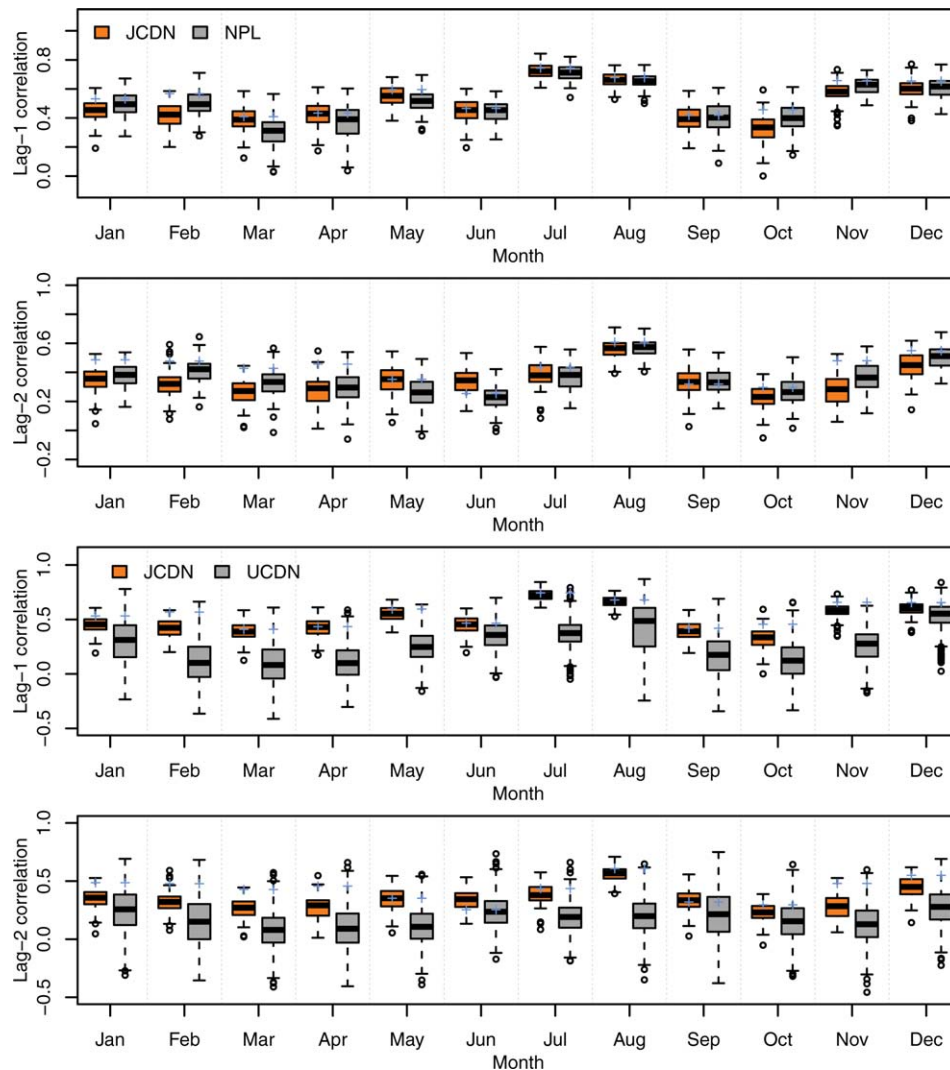 JCDN NPL
Lag-1 correlation
0.8
0.4
0.0
Jan Feb Mar Apr May Jun Jul Aug Sep Oct Nov Dec
Month
Lag-2 correlation
1.0
0.6
0.2
−0.2
Jan Feb Mar Apr May Jun Jul Aug Sep Oct Nov Dec
Month
JCDN UCDN
Lag-1 correlation
1.0
0.5
0.0
−0.5
Jan Feb Mar Apr May Jun Jul Aug Sep Oct Nov Dec
Month
Lag-2 correlation
1.0
0.5
0.0
−0.5
Jan Feb Mar Apr May Jun Jul Aug Sep Oct Nov Dec
Month